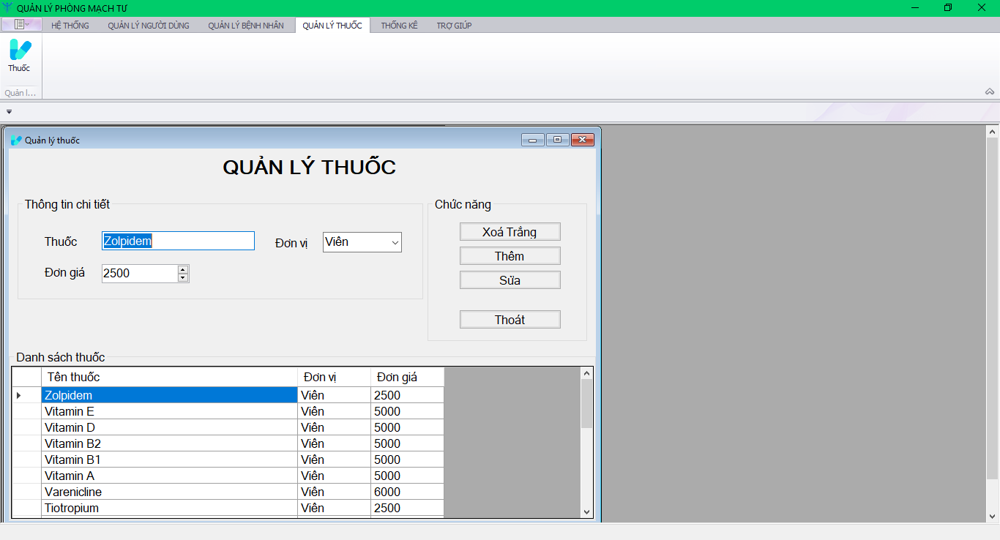 QUẢN LÝ PHÒNG MẠCH TƯ
HỆ THỐNG QUẢN LÝ NGƯỜI DÙNG QUẢN LÝ BỆNH NHÂN QUẢN LÝ THUỐC THỐNG KÊ TRỢ GIÚP
Thuốc
Quản l...
Quản lý thuốc
QUẢN LÝ THUỐC
Thông tin chi tiết
Thuốc Zolpidem Đơn vị Viên
Đơn giá 2500
Chức năng
Xoá Trắng
Thêm
Sửa
Thoát
Danh sách thuốc
Tên thuốc Đơn vị Đơn giá
Zolpidem Viên 2500
Vitamin E Viên 5000
Vitamin D Viên 5000
Vitamin B2 Viên 5000
Vitamin B1 Viên 5000
Vitamin A Viên 5000
Varenicline Viên 6000
Tiotropium Viên 2500